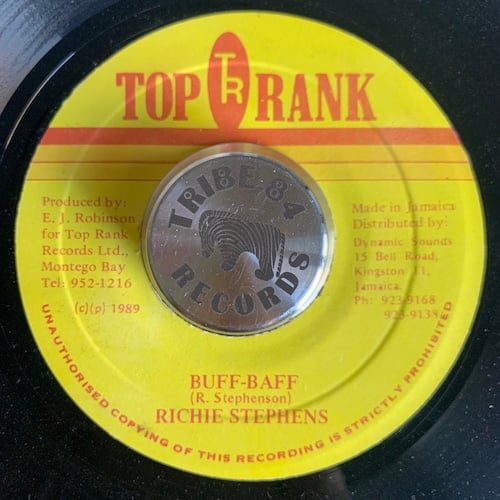 TR
TOP RANK
Produced by:
E. J. Robinson
for Top Rank
Records Ltd.,
Montego Bay
Tel: 952-1216
(c)(p) 1989
TRIBE 84
RECORDS
Made in Jamaica
Distributed by:
Dynamic Sounds
15 Bell Road,
Kingston 11,
Jamaica.
Ph: 923-9168
BUFF-BAFF
(R. Stephenson)
RICHIE STEPHENS
UNAUTHORISED COPYING OF THIS RECORDING IS STRICTLY PROHIBITED